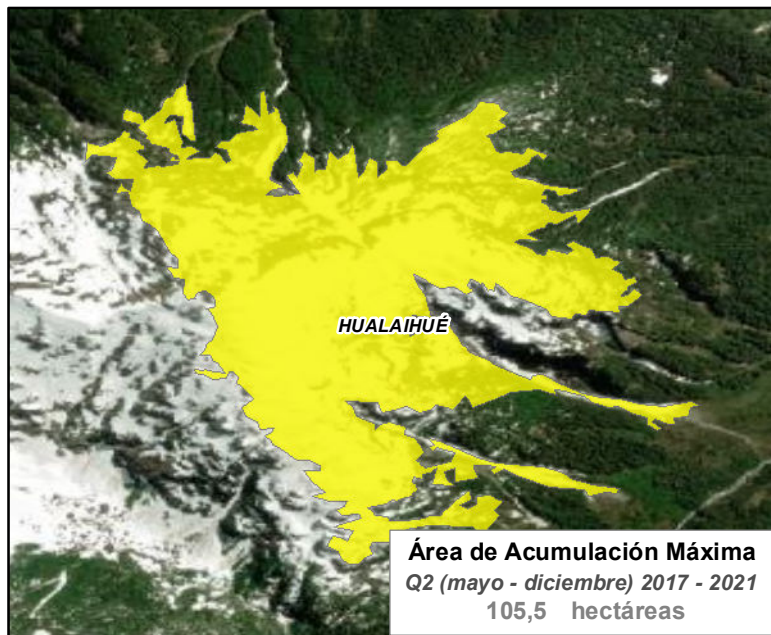 HUALAIHUÉ
Área de Acumulación Máxima
Q2 (mayo - diciembre) 2017 - 2021
105,5 hectáreas